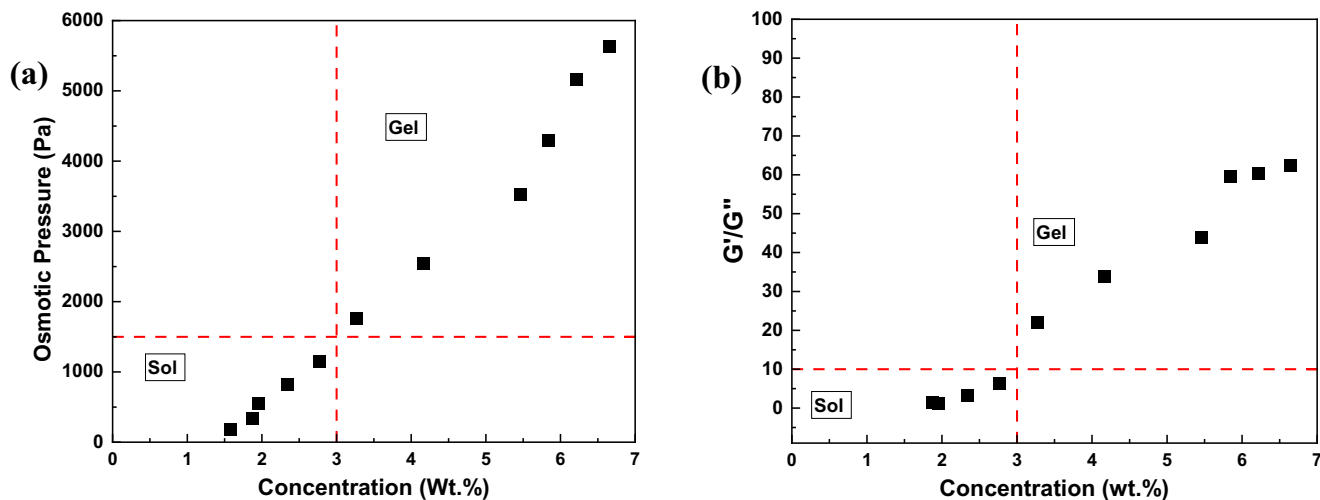 (a)
Osmotic Pressure (Pa)
6000
5000
4000
3000
2000
1000
0
Gel
Sol
0 1 2 3 4 5 6 7
Concentration (Wt.%)
(b)
G'/G"
100
90
80
70
60
50
40
30
20
10
0
Gel
Sol
0 1 2 3 4 5 6 7
Concentration (wt.%)